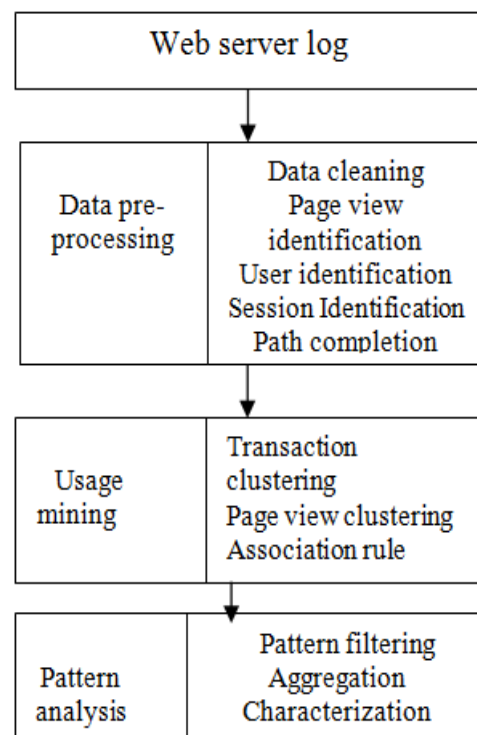 Web server log
Data pre-
processing
Data cleaning
Page view
identification
User identification
Session Identification
Path completion
Usage
mining
Transaction
clustering
Page view clustering
Association rule
Pattern
analysis
Pattern filtering
Aggregation
Characterization